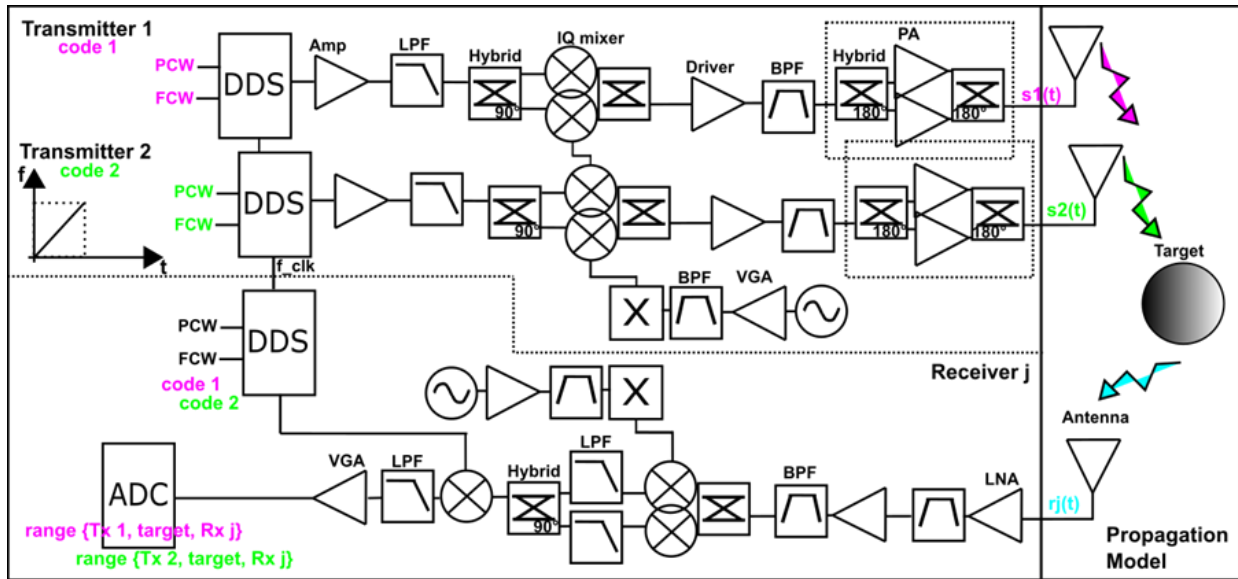 Transmitter 1
code 1
PCW
FCW
DDS
Amp
LPF
Hybrid
90°
IQ mixer
Driver
BPF
Hybrid
180°
PA
180°
s1(t)
Transmitter 2
code 2
f
t
PCW
FCW
DDS
90°
180°
180°
s2(t)
Target
f_clk
X
BPF
VGA
PCW
FCW
DDS
code 1
code 2
Receiver j
X
Antenna
ADC
VGA
LPF
Hybrid
90°
LPF
BPF
LNA
rj(t)
range {Tx 1, target, Rx j}
range {Tx 2, target, Rx j}
Propagation
Model